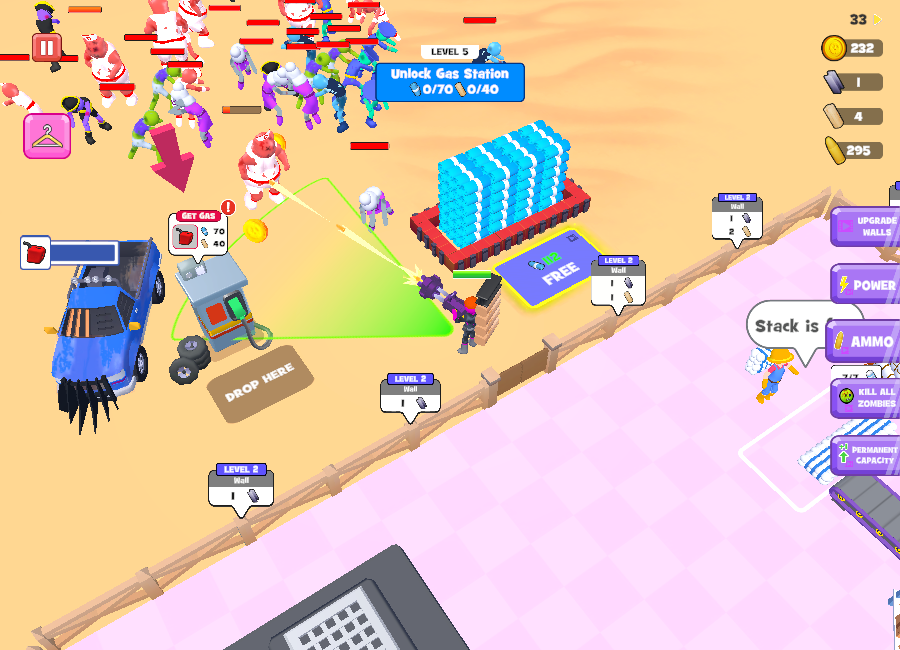 33
LEVEL 5
Unlock Gas Station
0/70 0/40
232
1
4
295
GET GAS
!
70
40
LEVEL 2
Wall
1
2
LEVEL 2
Wall
1
1
FREE
UPGRADE
WALLS
POWER
Stack is
AMMO
7/7
KILL ALL
ZOMBIES
PERMANENT
CAPACITY
DROP HERE
LEVEL 2
Wall
1
LEVEL 2
Wall
1